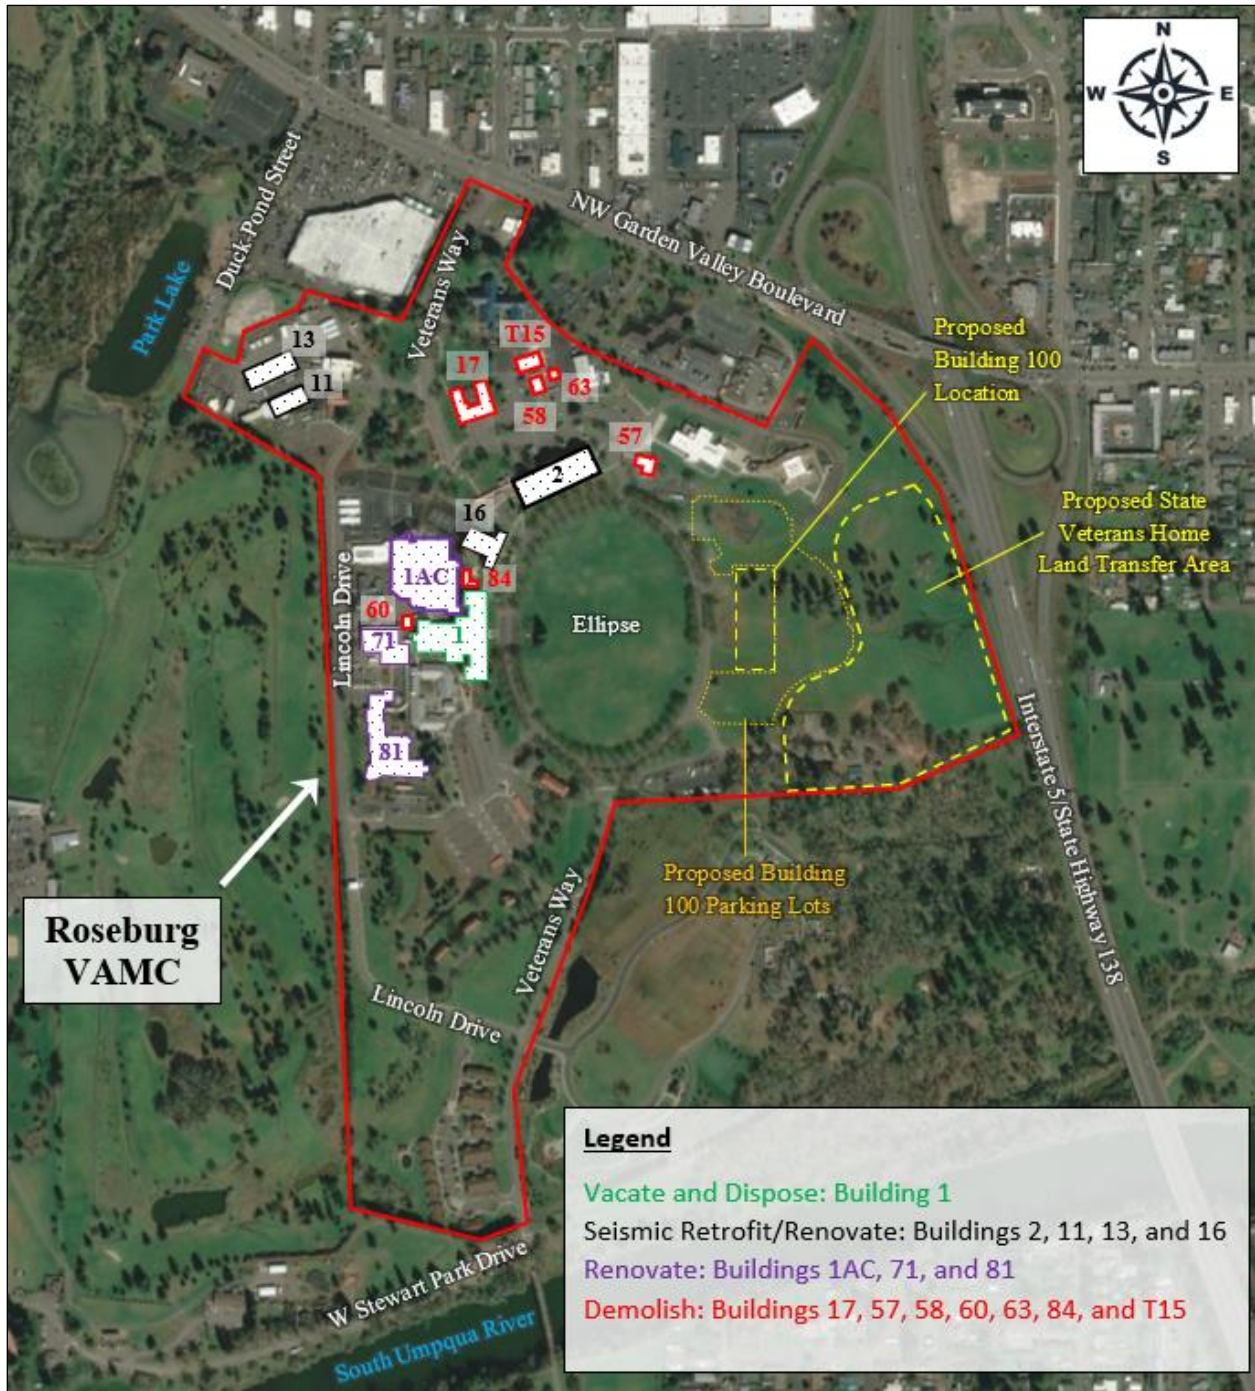 N
W
E
S
Duck Pond Street
Park Lake
Veterans Way
NW Garden Valley Boulevard
Proposed
Building 100
Location
13
11
T15
17
63
58
57
2
16
Proposed State
Veterans Home
Land Transfer Area
1AC
84
60
71
1
Ellipse
Lincoln Drive
81
Interstate 5/State Highway 138
Proposed Building
100 Parking Lots
Roseburg
VAMC
Veterans Way
Lincoln Drive
W Stewart Park Drive
South Umpqua River
Legend
Vacate and Dispose: Building 1
Seismic Retrofit/Renovate: Buildings 2, 11, 13, and 16
Renovate: Buildings 1AC, 71, and 81
Demolish: Buildings 17, 57, 58, 60, 63, 84, and T15